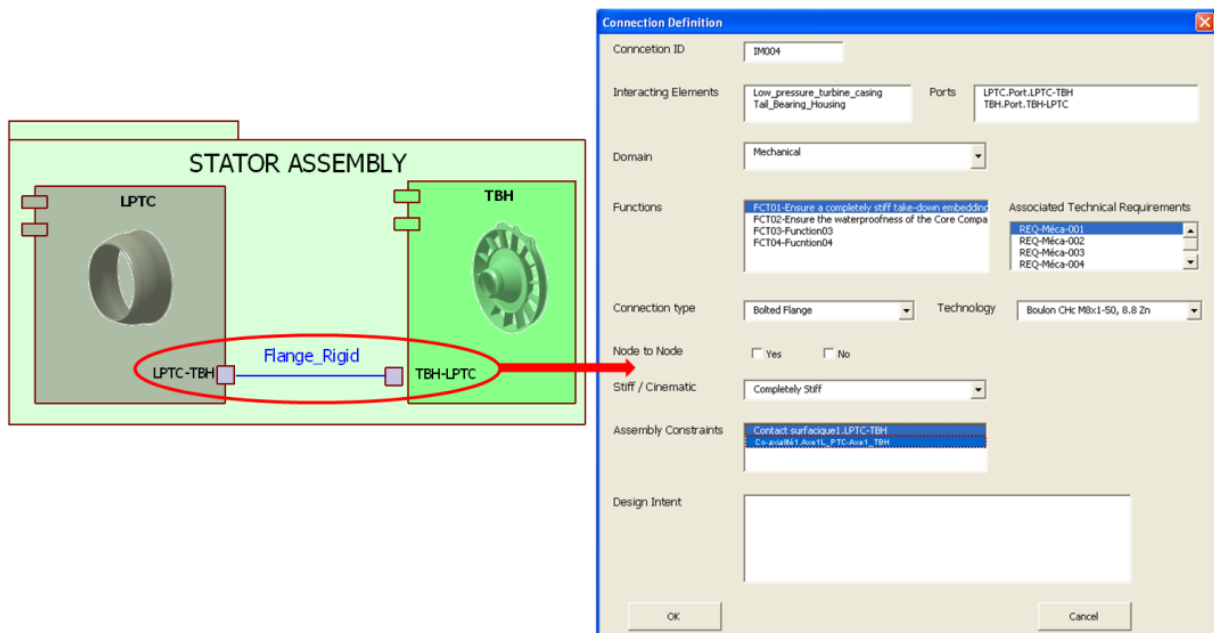 STATOR ASSEMBLY
LPTC
TBH
Flange_Rigid
LPTC-TBH
TBH-LPTC
Connection Definition
Conncetion ID
IM004
Interacting Elements
Low_pressure_turbine_casing
Tail_Bearing_Housing
Ports
LPTC.Port.LPTC-TBH
TBH.Port.TBH-LPTC
Domain
Mechanical
Functions
FCT01-Ensure a completely stiff take-down embedding
FCT02-Ensure the waterproofness of the Core Compa
FCT03-Function03
FCT04-Fucntion04
Associated Technical Requirements
REQ-Méca-001
REQ-Méca-002
REQ-Méca-003
REQ-Méca-004
Connection type
Bolted Flange
Technology
Boulon CHc M8x1-50, 8.8 Zn
Node to Node
Yes
No
Stiff / Cinematic
Completely Stiff
Assembly Constraints
Contact surfacique1.LPTC-TBH
Co-axialité1.Axe1L_PTC-Axe1_TBH
Design Intent
OK
Cancel